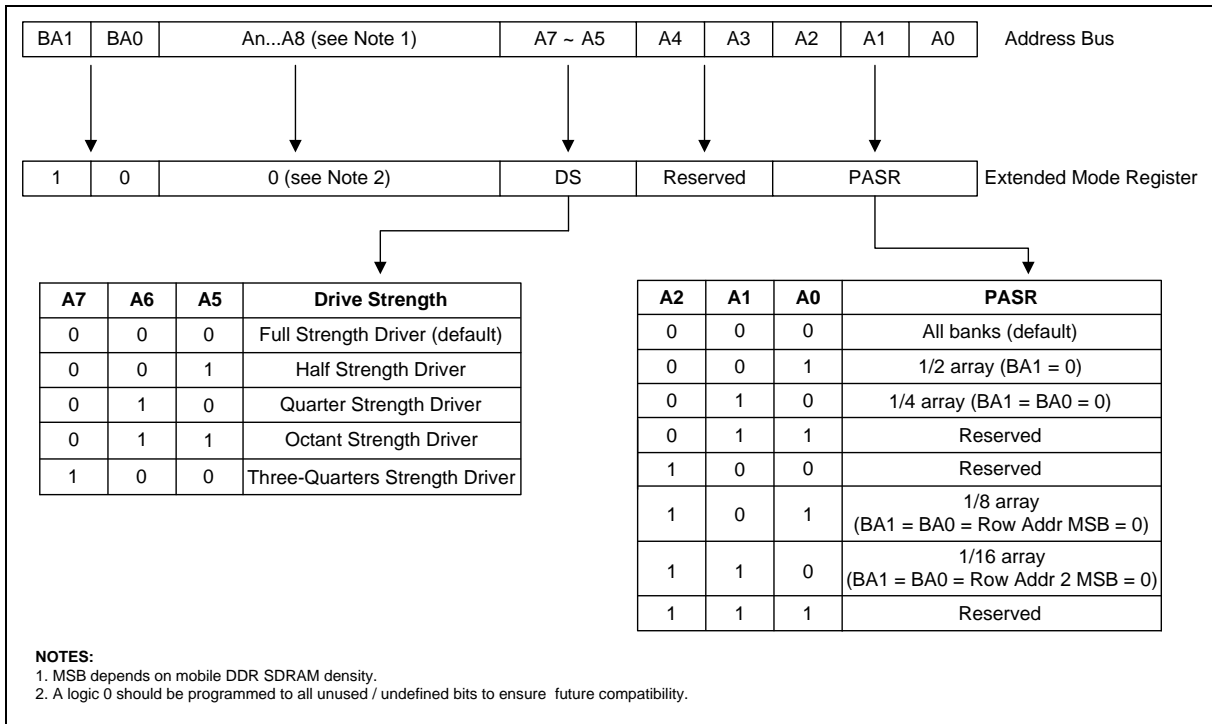 BA1 BA0 An...A8 (see Note 1) A7 ~ A5 A4 A3 A2 A1 A0 Address Bus
1 0 0 (see Note 2) DS Reserved PASR Extended Mode Register
A7 A6 A5 Drive Strength
0 0 0 Full Strength Driver (default)
0 0 1 Half Strength Driver
0 1 0 Quarter Strength Driver
0 1 1 Octant Strength Driver
1 0 0 Three-Quarters Strength Driver
A2 A1 A0 PASR
0 0 0 All banks (default)
0 0 1 1/2 array (BA1 = 0)
0 1 0 1/4 array (BA1 = BA0 = 0)
0 1 1 Reserved
1 0 0 Reserved
1 0 1 1/8 array
(BA1 = BA0 = Row Addr MSB = 0)
1 1 0 1/16 array
(BA1 = BA0 = Row Addr 2 MSB = 0)
1 1 1 Reserved
NOTES:
1. MSB depends on mobile DDR SDRAM density.
2. A logic 0 should be programmed to all unused / undefined bits to ensure future compatibility.